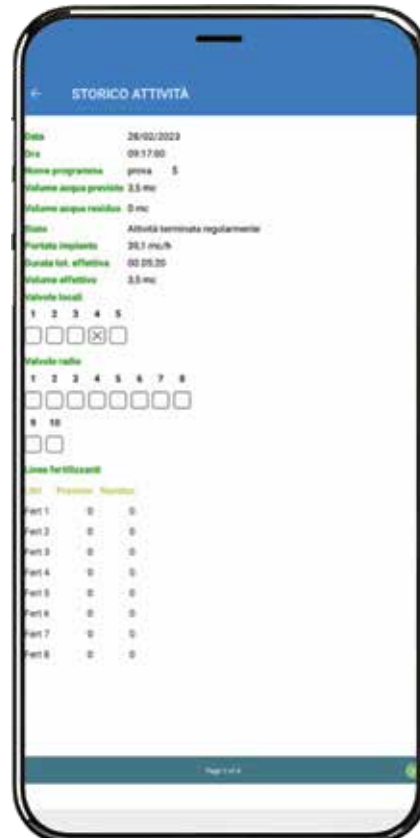 STORICO ATTIVITÀ
Data 28/02/2023
Ora 09:17:00
Nome programma prova 5
Volume acqua previsto 3,5 mc
Volume acqua residuo 0 mc
Stato Attività terminata regolarmente
Portata impianto 39,1 mc/h
Durata tot. effettiva 00:05:20
Volume effettivo 3,5 mc
Valvole locali
1 2 3 4 5
Valvole radio
1 2 3 4 5 6 7 8
9 10
Linee fertilizzanti
Litri Previsto Residuo
Fert 1 0 0
Fert 2 0 0
Fert 3 0 0
Fert 4 0 0
Fert 5 0 0
Fert 6 0 0
Fert 7 0 0
Fert 8 0 0